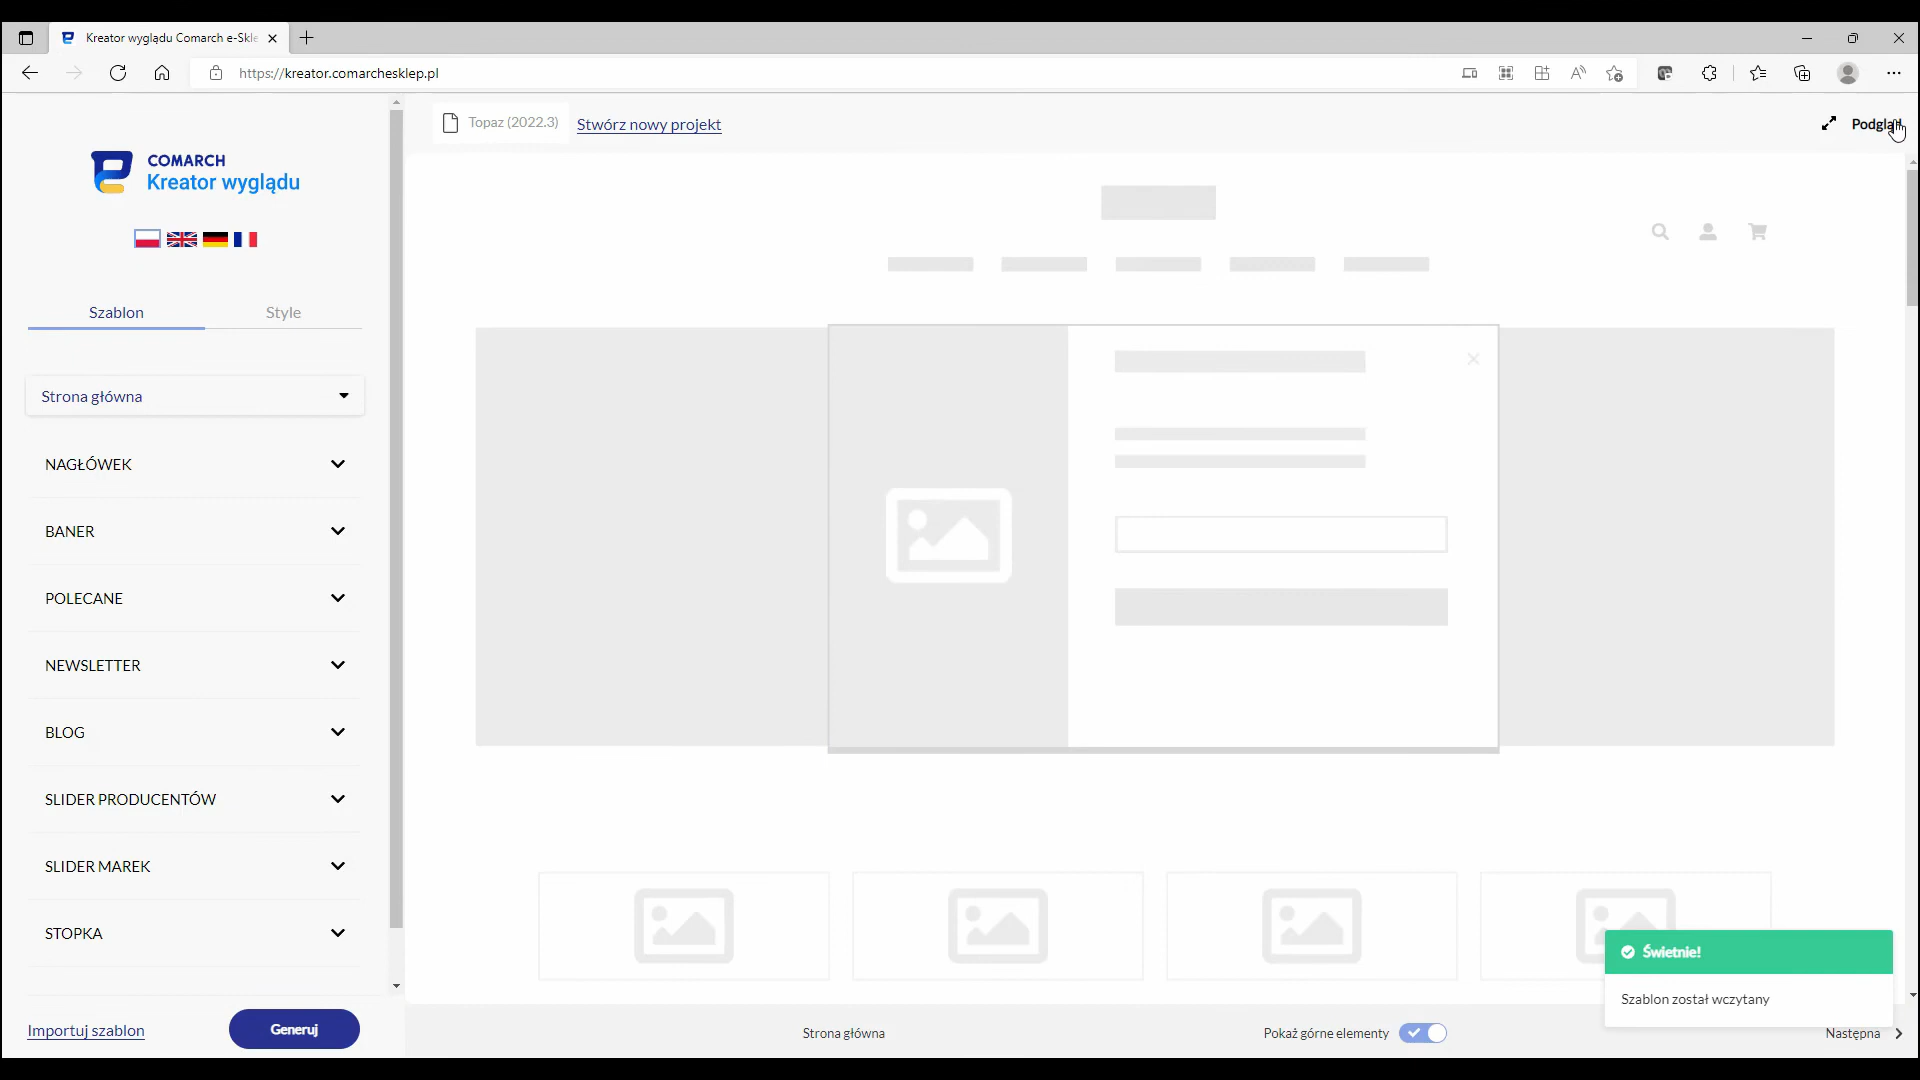 Kreator wyglądu Comarch e-Skle
https://kreator.comarchesklep.pl
Topaz (2022.3)
Stwórz nowy projekt
COMARCH
Kreator wyglądu
Szablon
Style
Strona główna
NAGŁÓWEK
BANER
POLECANE
NEWSLETTER
BLOG
SLIDER PRODUCENTÓW
SLIDER MAREK
STOPKA
Importuj szablon
Generuj
Strona główna
Pokaż górne elementy
Świetnie!
Szablon został wczytany
Następna